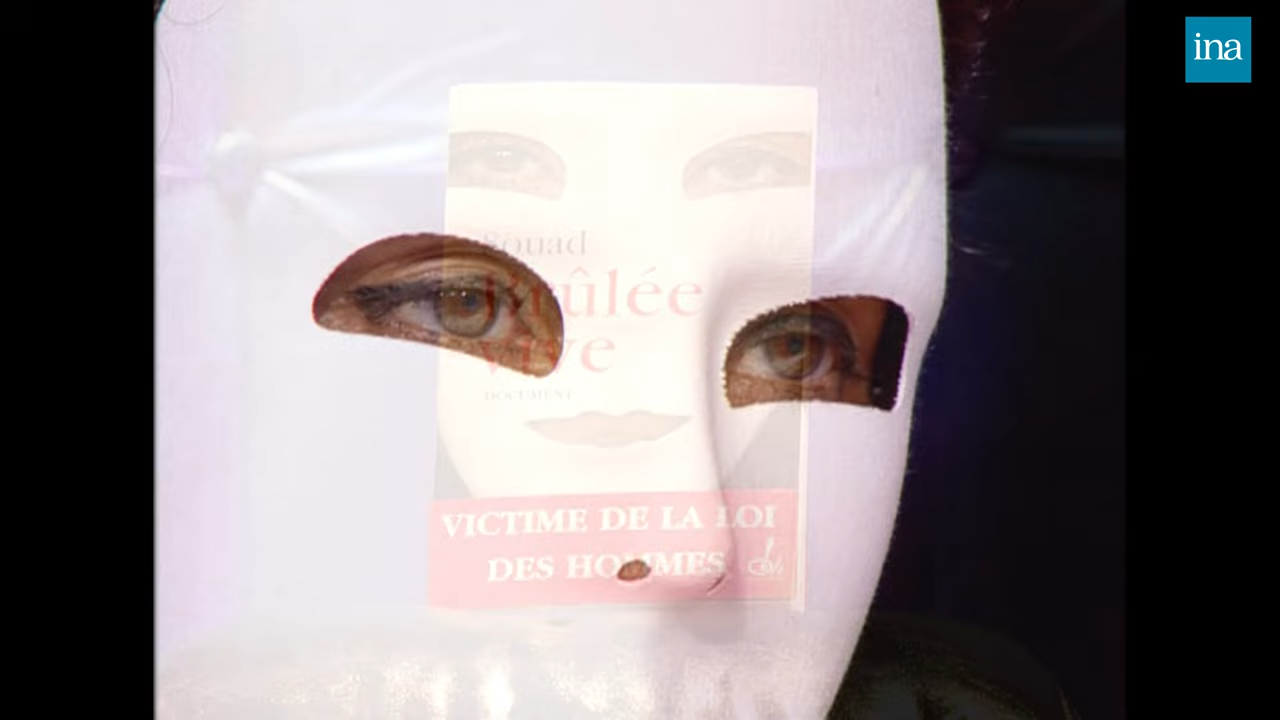 ina
Souad
Brûlée
vive
DOCUMENT
VICTIME DE LA LOI
DES HOMMES